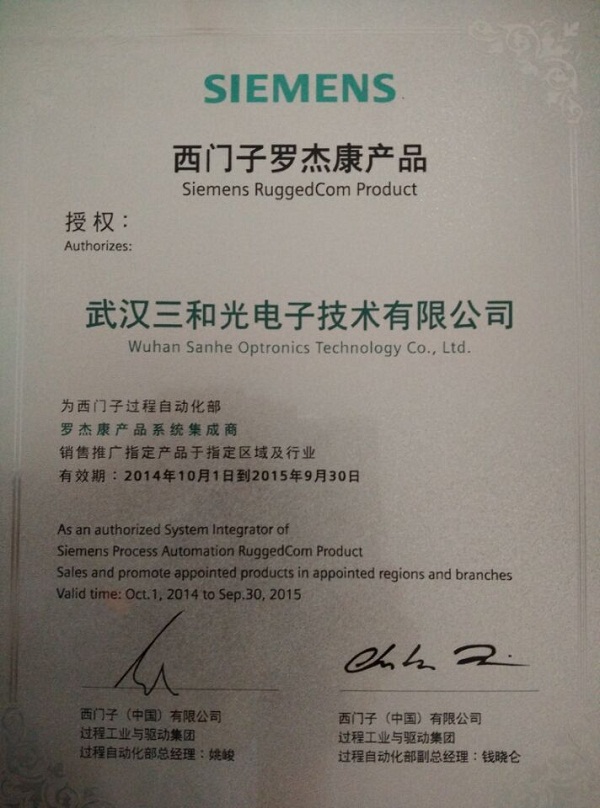 SIEMENS
西门子罗杰康产品
Siemens RuggedCom Product
授权：
Authorizes:
武汉三和光电子技术有限公司
Wuhan Sanhe Optronics Technology Co., Ltd.
为西门子过程自动化部
罗杰康产品系统集成商
销售推广指定产品于指定区域及行业
有效期：2014年10月1日到2015年9月30日
As an authorized System Integrator of
Siemens Process Automation RuggedCom Product
Sales and promote appointed products in appointed regions and branches
Valid time: Oct.1, 2014 to Sep.30, 2015
西门子（中国）有限公司
过程工业与驱动集团
过程自动化部总经理：姚峻
西门子（中国）有限公司
过程工业与驱动集团
过程自动化部副总经理：钱晓仑